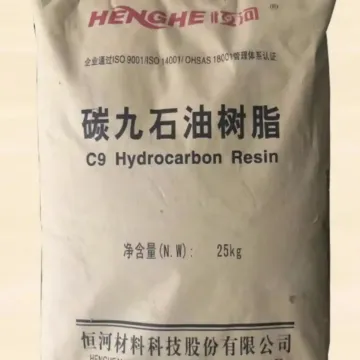 HENGHE 恒河 ®
企业通过ISO 9001/ISO 14001/OHSAS 18001管理体系认证
碳九石油树脂
C9 Hydrocarbon Resin
净含量(N.W): 25kg
恒河材料科技股份有限公司